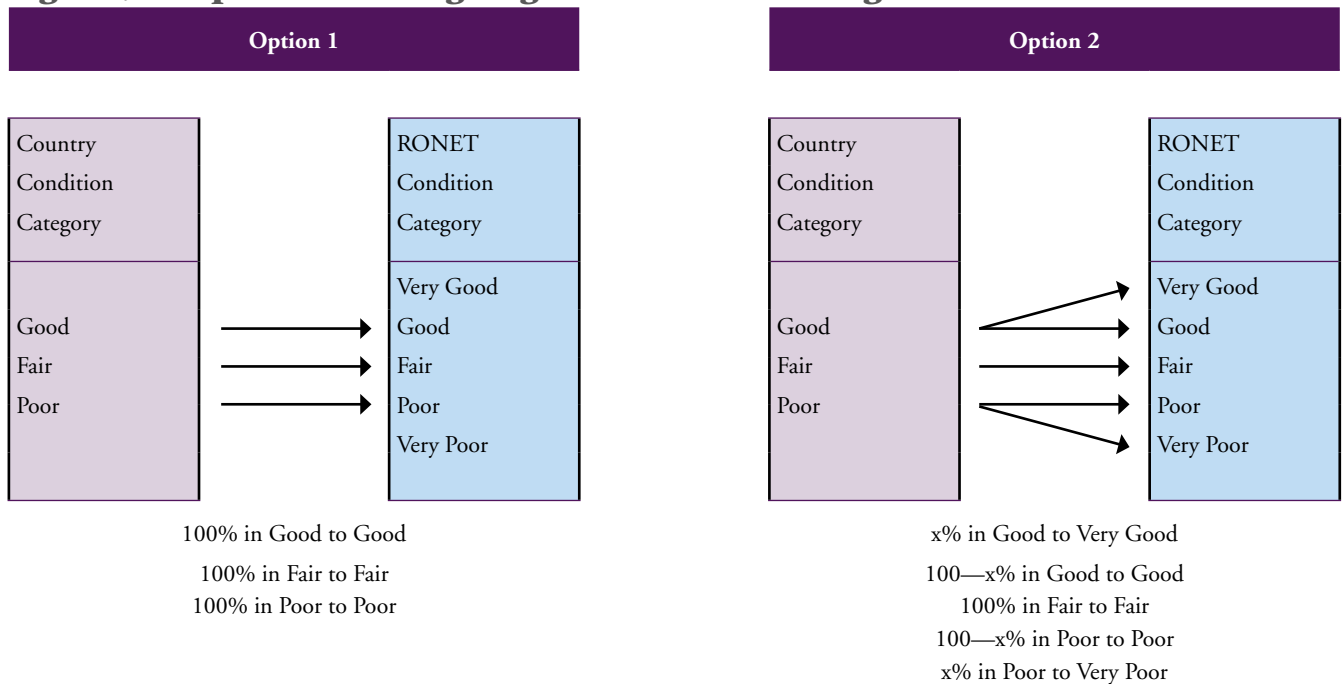 Option 1
Country
Condition
Category
Good
Fair
Poor
RONET
Condition
Category
Very Good
Good
Fair
Poor
Very Poor
100% in Good to Good
100% in Fair to Fair
100% in Poor to Poor
Option 2
Country
Condition
Category
Good
Fair
Poor
RONET
Condition
Category
Very Good
Good
Fair
Poor
Very Poor
x% in Good to Very Good
100—x% in Good to Good
100% in Fair to Fair
100—x% in Poor to Poor
x% in Poor to Very Poor